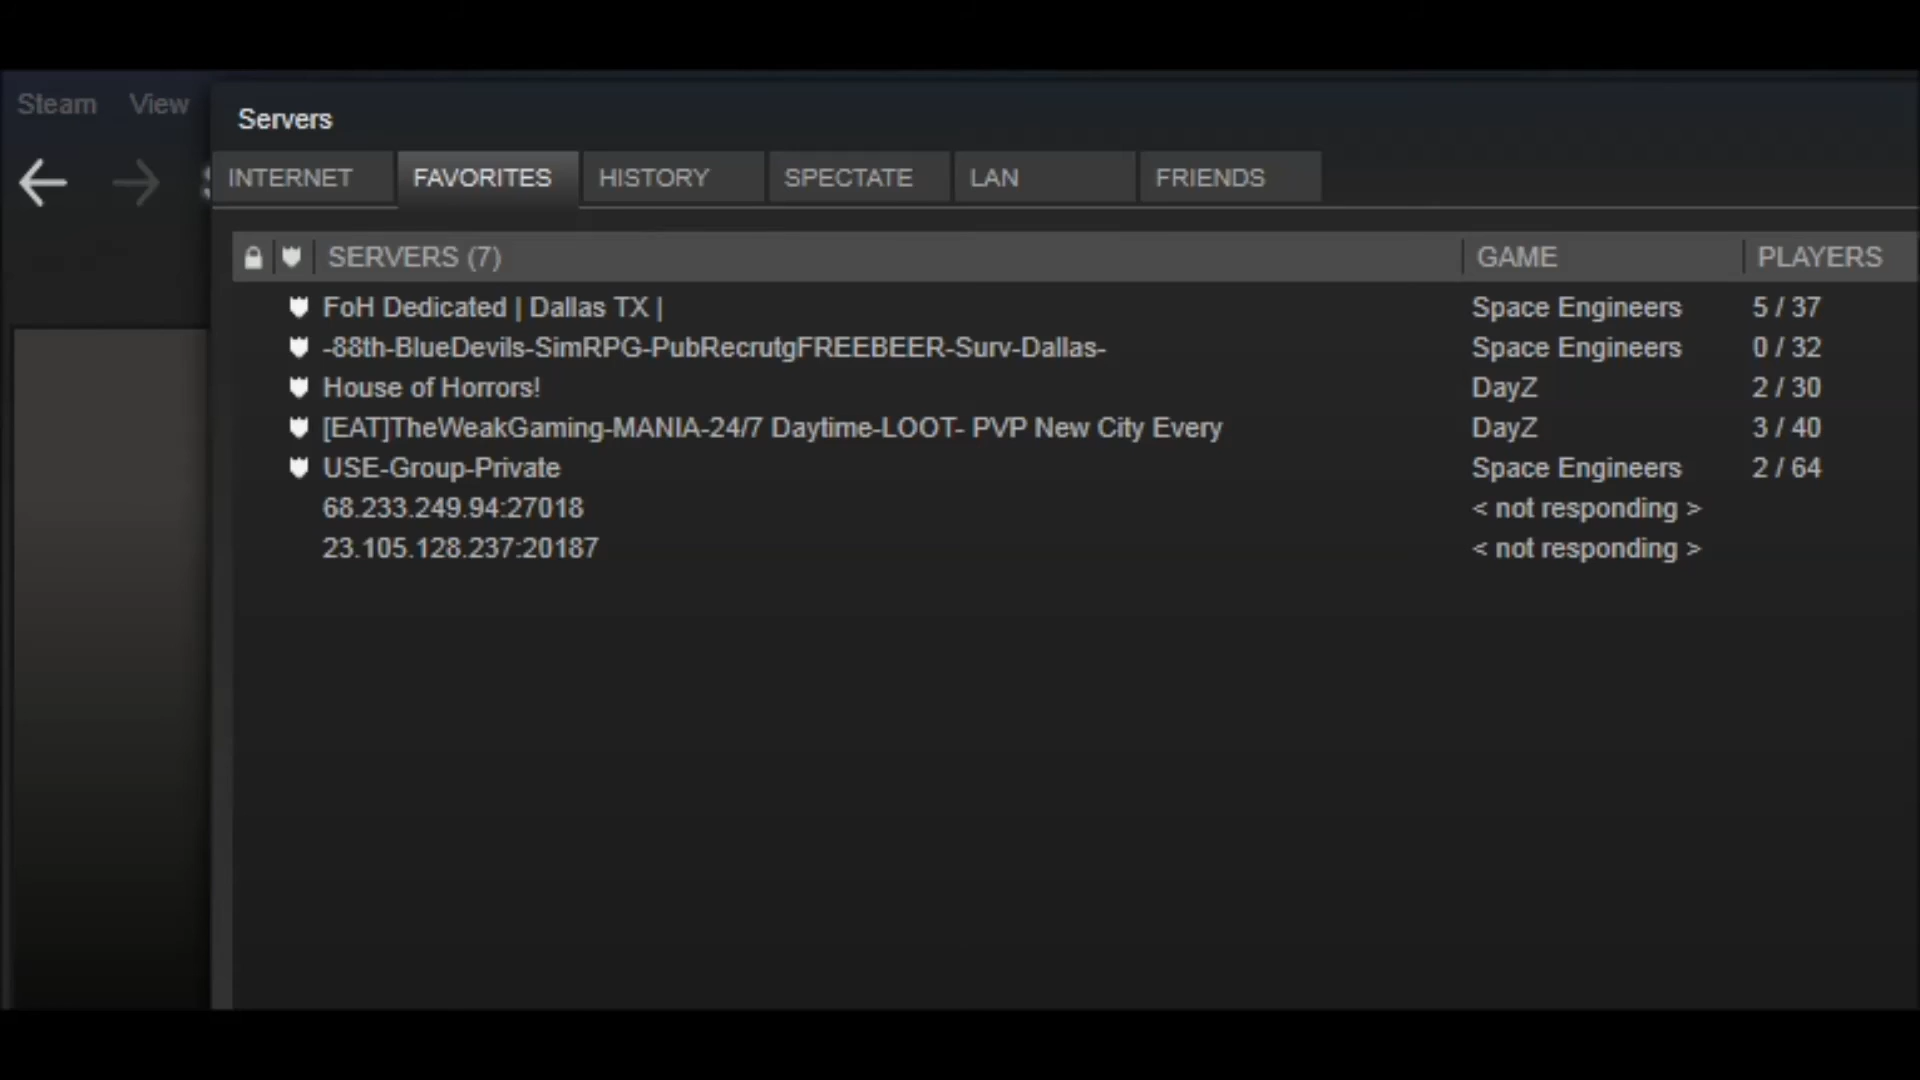 Steam View
Servers
INTERNET FAVORITES HISTORY SPECTATE LAN FRIENDS
SERVERS (7) GAME PLAYERS
FoH Dedicated | Dallas TX | Space Engineers 5 / 37
-88th-BlueDevils-SimRPG-PubRecrutgFREEBEER-Surv-Dallas- Space Engineers 0 / 32
House of Horrors! DayZ 2 / 30
[EAT]TheWeakGaming-MANIA-24/7 Daytime-LOOT- PVP New City Every DayZ 3 / 40
USE-Group-Private Space Engineers 2 / 64
68.233.249.94:27018 < not responding >
23.105.128.237:20187 < not responding >